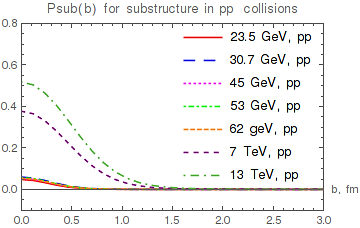 Psub(b) for substructure in pp collisions
0.8
0.6
0.4
0.2
0.0
23.5 GeV, pp
30.7 GeV, pp
45 GeV, pp
53 GeV, pp
62 geV, pp
7 TeV, pp
13 TeV, pp
b, fm
0.0 0.5 1.0 1.5 2.0 2.5 3.0